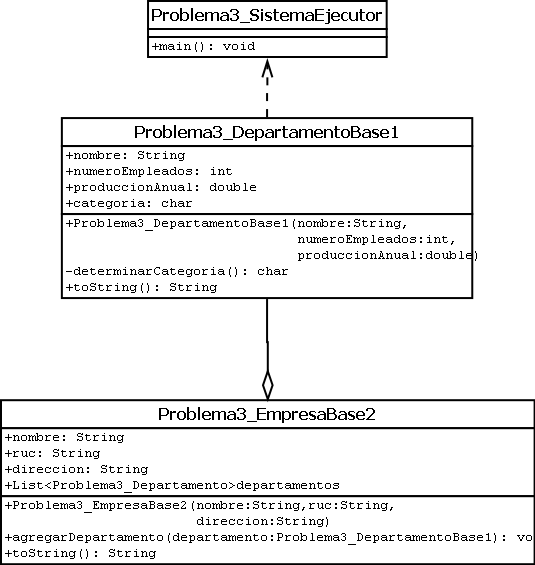 Problema3_SistemaEjecutor
+main(): void
Problema3_DepartamentoBase1
+nombre: String
+numeroEmpleados: int
+produccionAnual: double
+categoria: char
+Problema3_DepartamentoBase1(nombre:String,
numeroEmpleados:int,
produccionAnual:double)
-determinarCategoria(): char
+toString(): String
Problema3_EmpresaBase2
+nombre: String
+ruc: String
+direccion: String
+List<Problema3_Departamento>departamentos
+Problema3_EmpresaBase2(nombre:String,ruc:String,
direccion:String)
+agregarDepartamento(departamento:Problema3_DepartamentoBase1): vo
+toString(): String